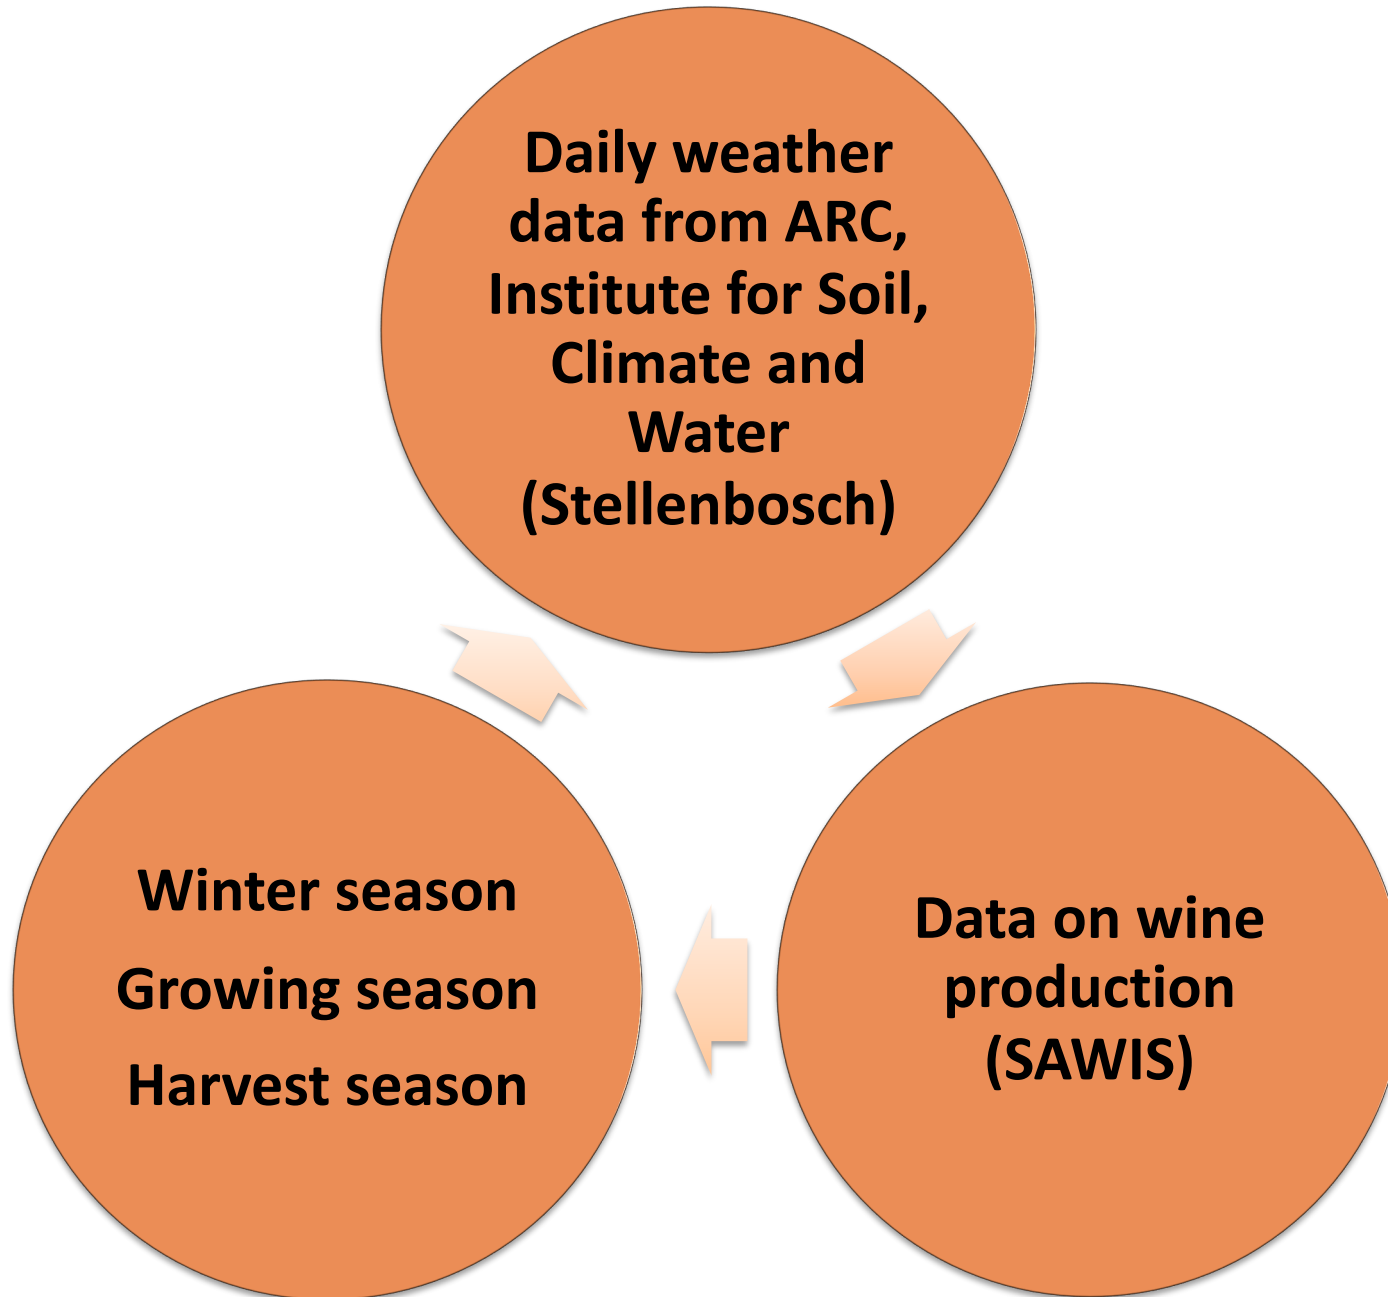 Daily weather
data from ARC,
Institute for Soil,
Climate and
Water
(Stellenbosch)
Winter season
Growing season
Harvest season
Data on wine
production
(SAWIS)